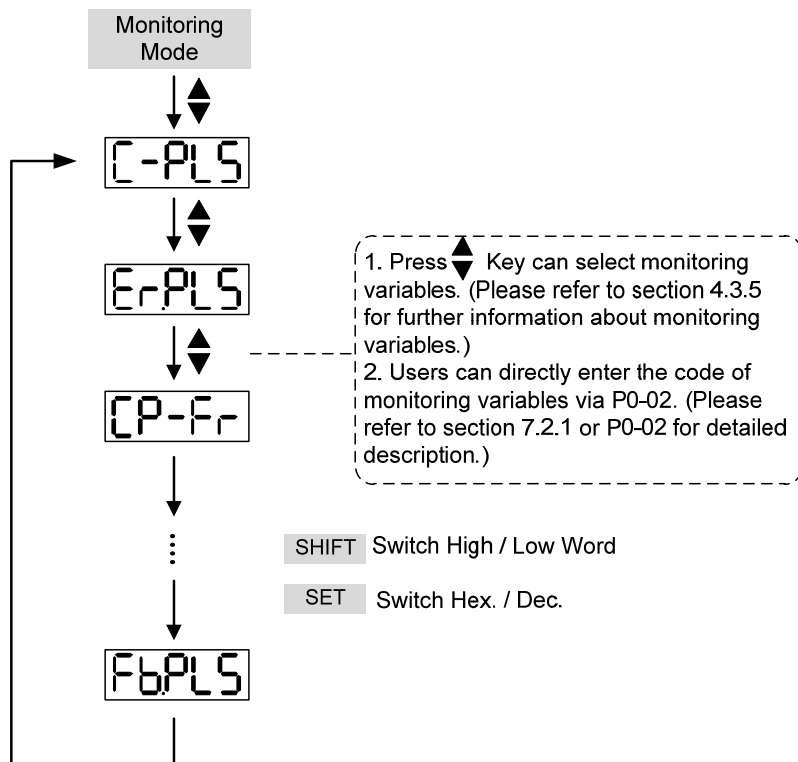 Monitoring
Mode
C-PLS
Er.PLS
1. Press Key can select monitoring
variables. (Please refer to section 4.3.5
for further information about monitoring
variables.)
2. Users can directly enter the code of
monitoring variables via P0-02. (Please
refer to section 7.2.1 or P0-02 for detailed
description.)
CP-Fr
SHIFT Switch High / Low Word
SET Switch Hex. / Dec.
Fb.PLS